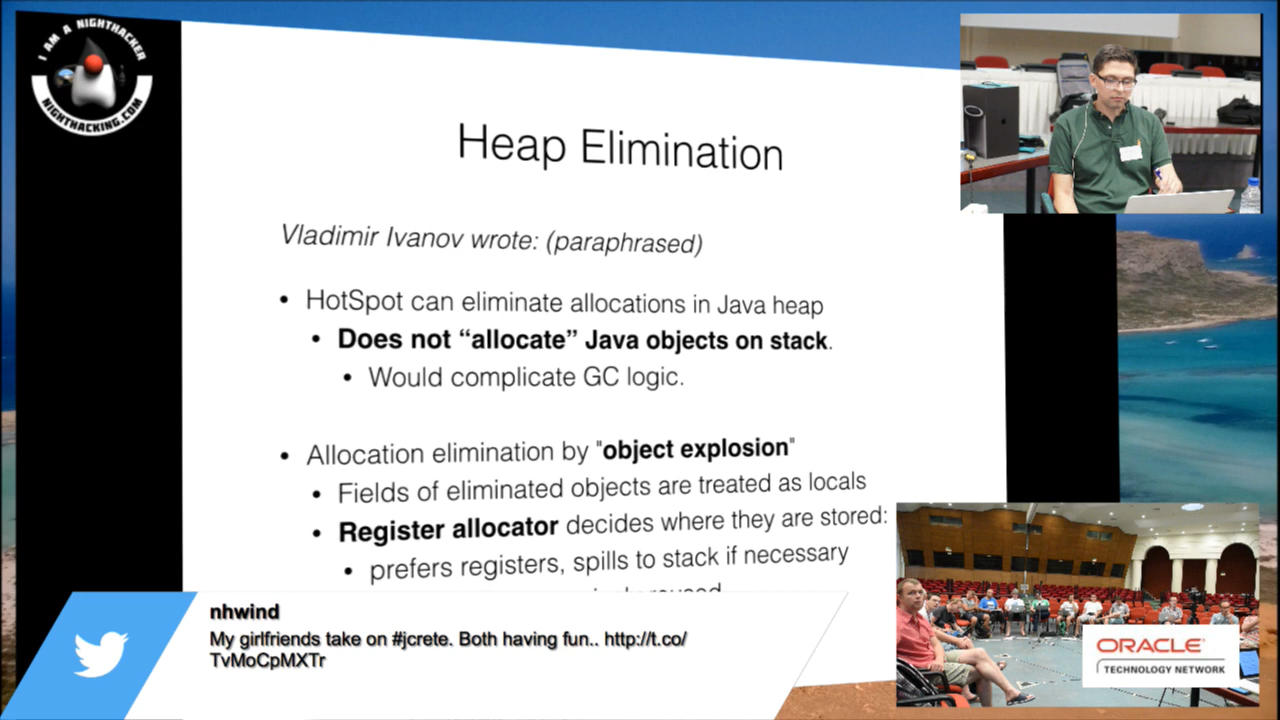 I AM A NIGHTHACKER
NIGHTHACKING.COM
Heap Elimination
Vladimir Ivanov wrote: (paraphrased)
• HotSpot can eliminate allocations in Java heap
• Does not “allocate” Java objects on stack.
• Would complicate GC logic.
• Allocation elimination by "object explosion"
• Fields of eliminated objects are treated as locals
• Register allocator decides where they are stored:
• prefers registers, spills to stack if necessary
nhwind
My girlfriends take on #jcrete. Both having fun.. http://t.co/
TvMoCpMXTr
ORACLE
TECHNOLOGY NETWORK